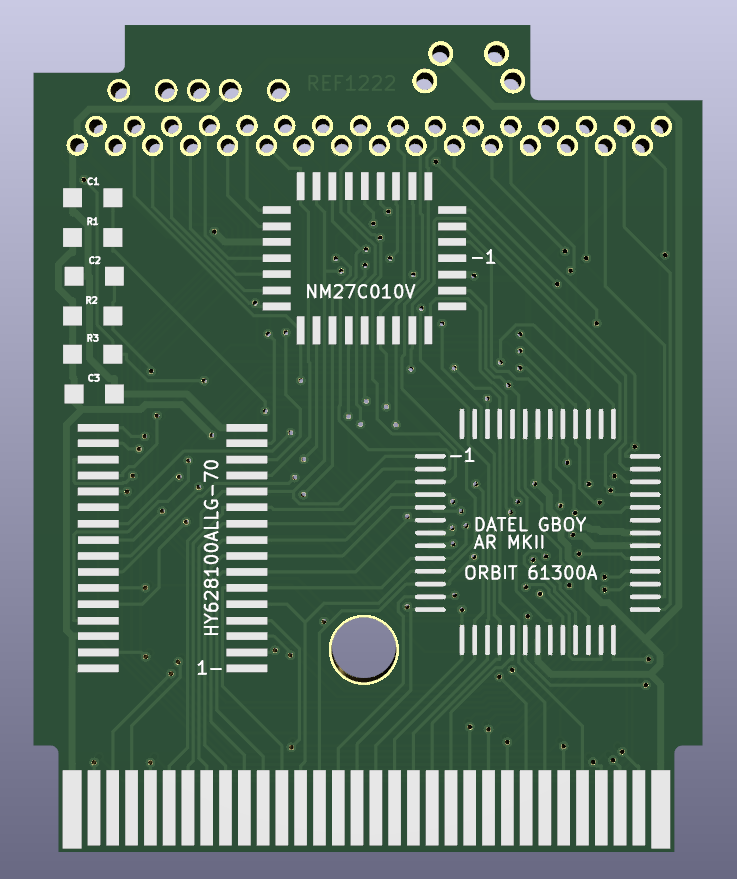 REF1222
C1
R1
C2
-1
NM27C010V
R2
R3
C3
-1
HY628100ALLG-70
DATEL GBOY
AR MKII
ORBIT 61300A
1-